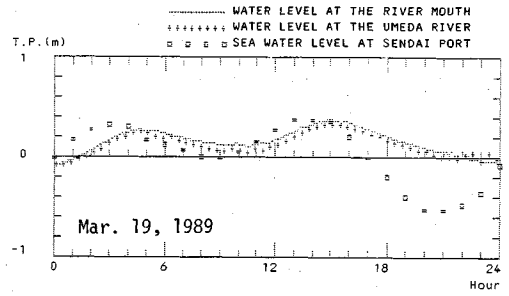 WATER LEVEL AT THE RIVER MOUTH
WATER LEVEL AT THE UMEDA RIVER
SEA WATER LEVEL AT SENDAI PORT
T.P.(m)
1
0
-1
Mar. 19, 1989
0 6 12 18 24
Hour